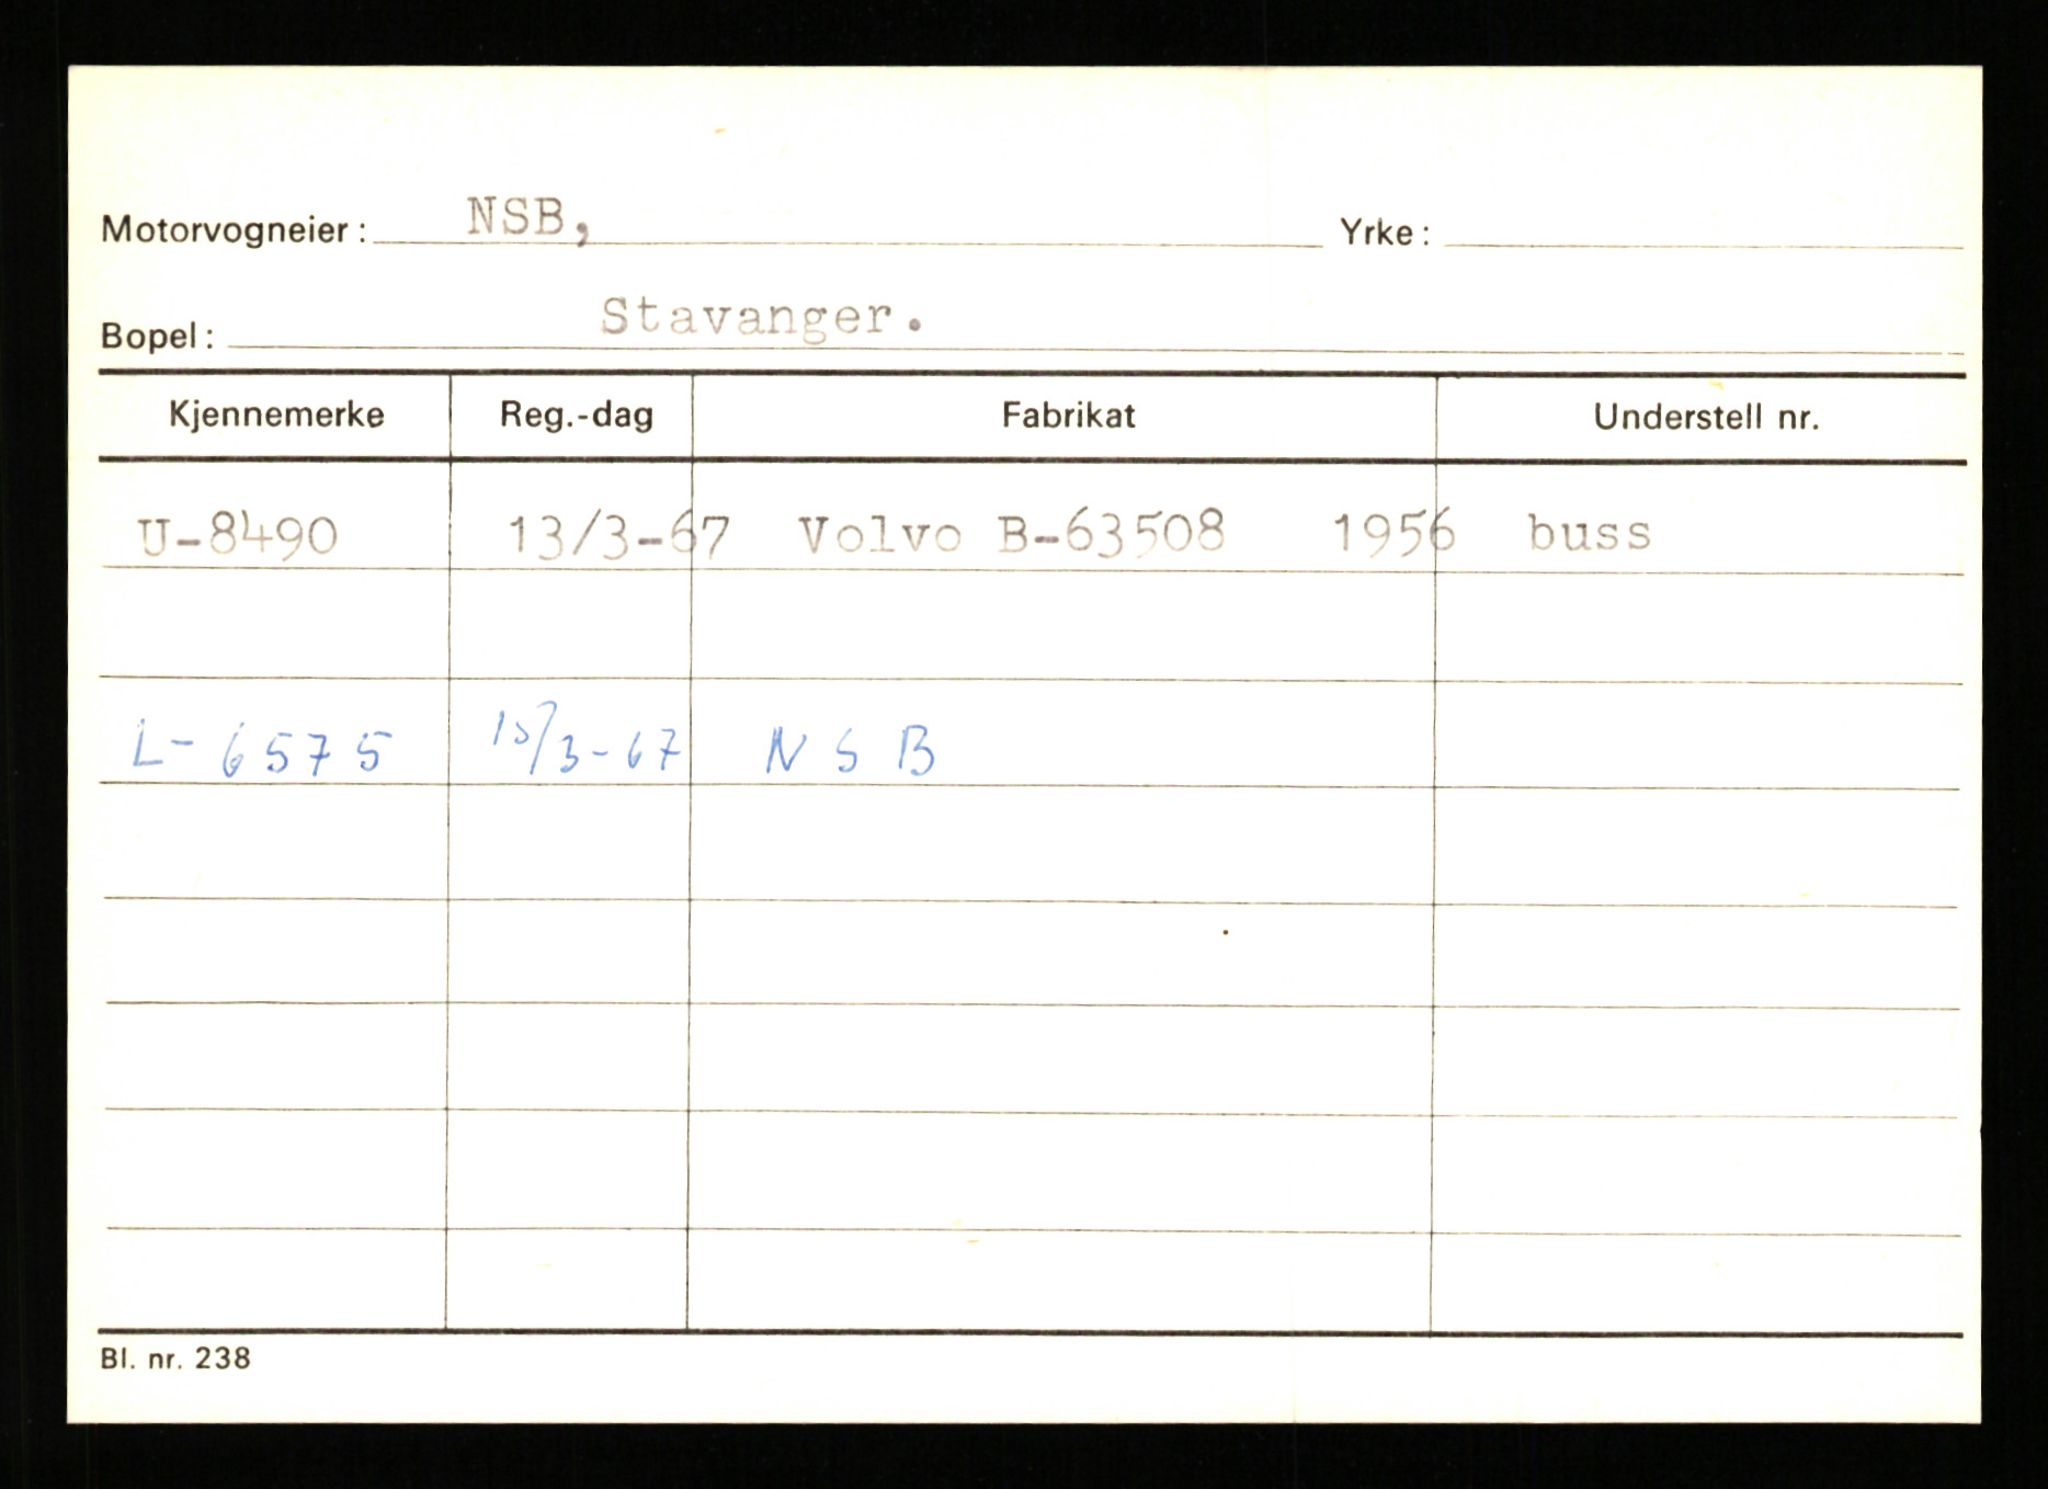 Motorvogneier: NSB, Yrke:
Bopel: Stavanger.
Kjennemerke Reg.-dag Fabrikat Understell nr.
U-8490 13/3-67 Volvo B-63508 1956 buss
L-6575 15/3-67 NSB
Bl. nr. 238